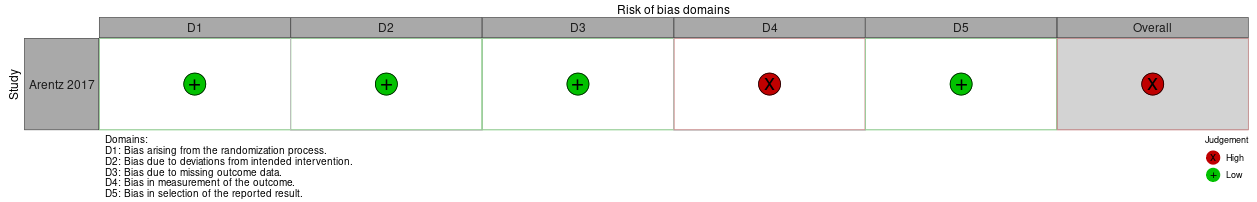 Risk of bias domains
D1 D2 D3 D4 D5 Overall
Study
Arentz 2017 + + + X + X
Domains:
D1: Bias arising from the randomization process.
D2: Bias due to deviations from intended intervention.
D3: Bias due to missing outcome data.
D4: Bias in measurement of the outcome.
D5: Bias in selection of the reported result.
Judgement
X High
+ Low